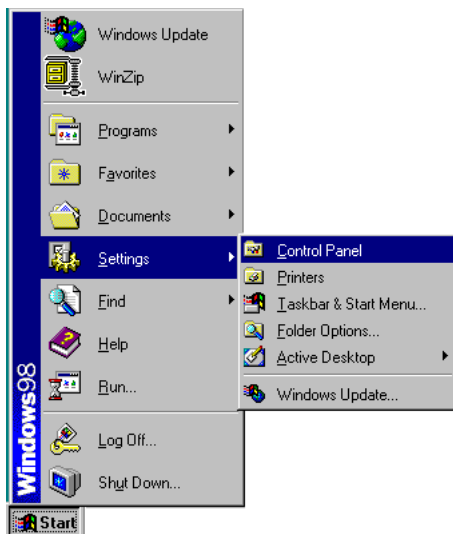 Windows Update
WinZip
Programs
Favorites
Documents
Settings
Find
Help
Run...
Log Off...
Shut Down...
Control Panel
Printers
Taskbar & Start Menu...
Folder Options...
Active Desktop
Windows Update...
Windows98
Start